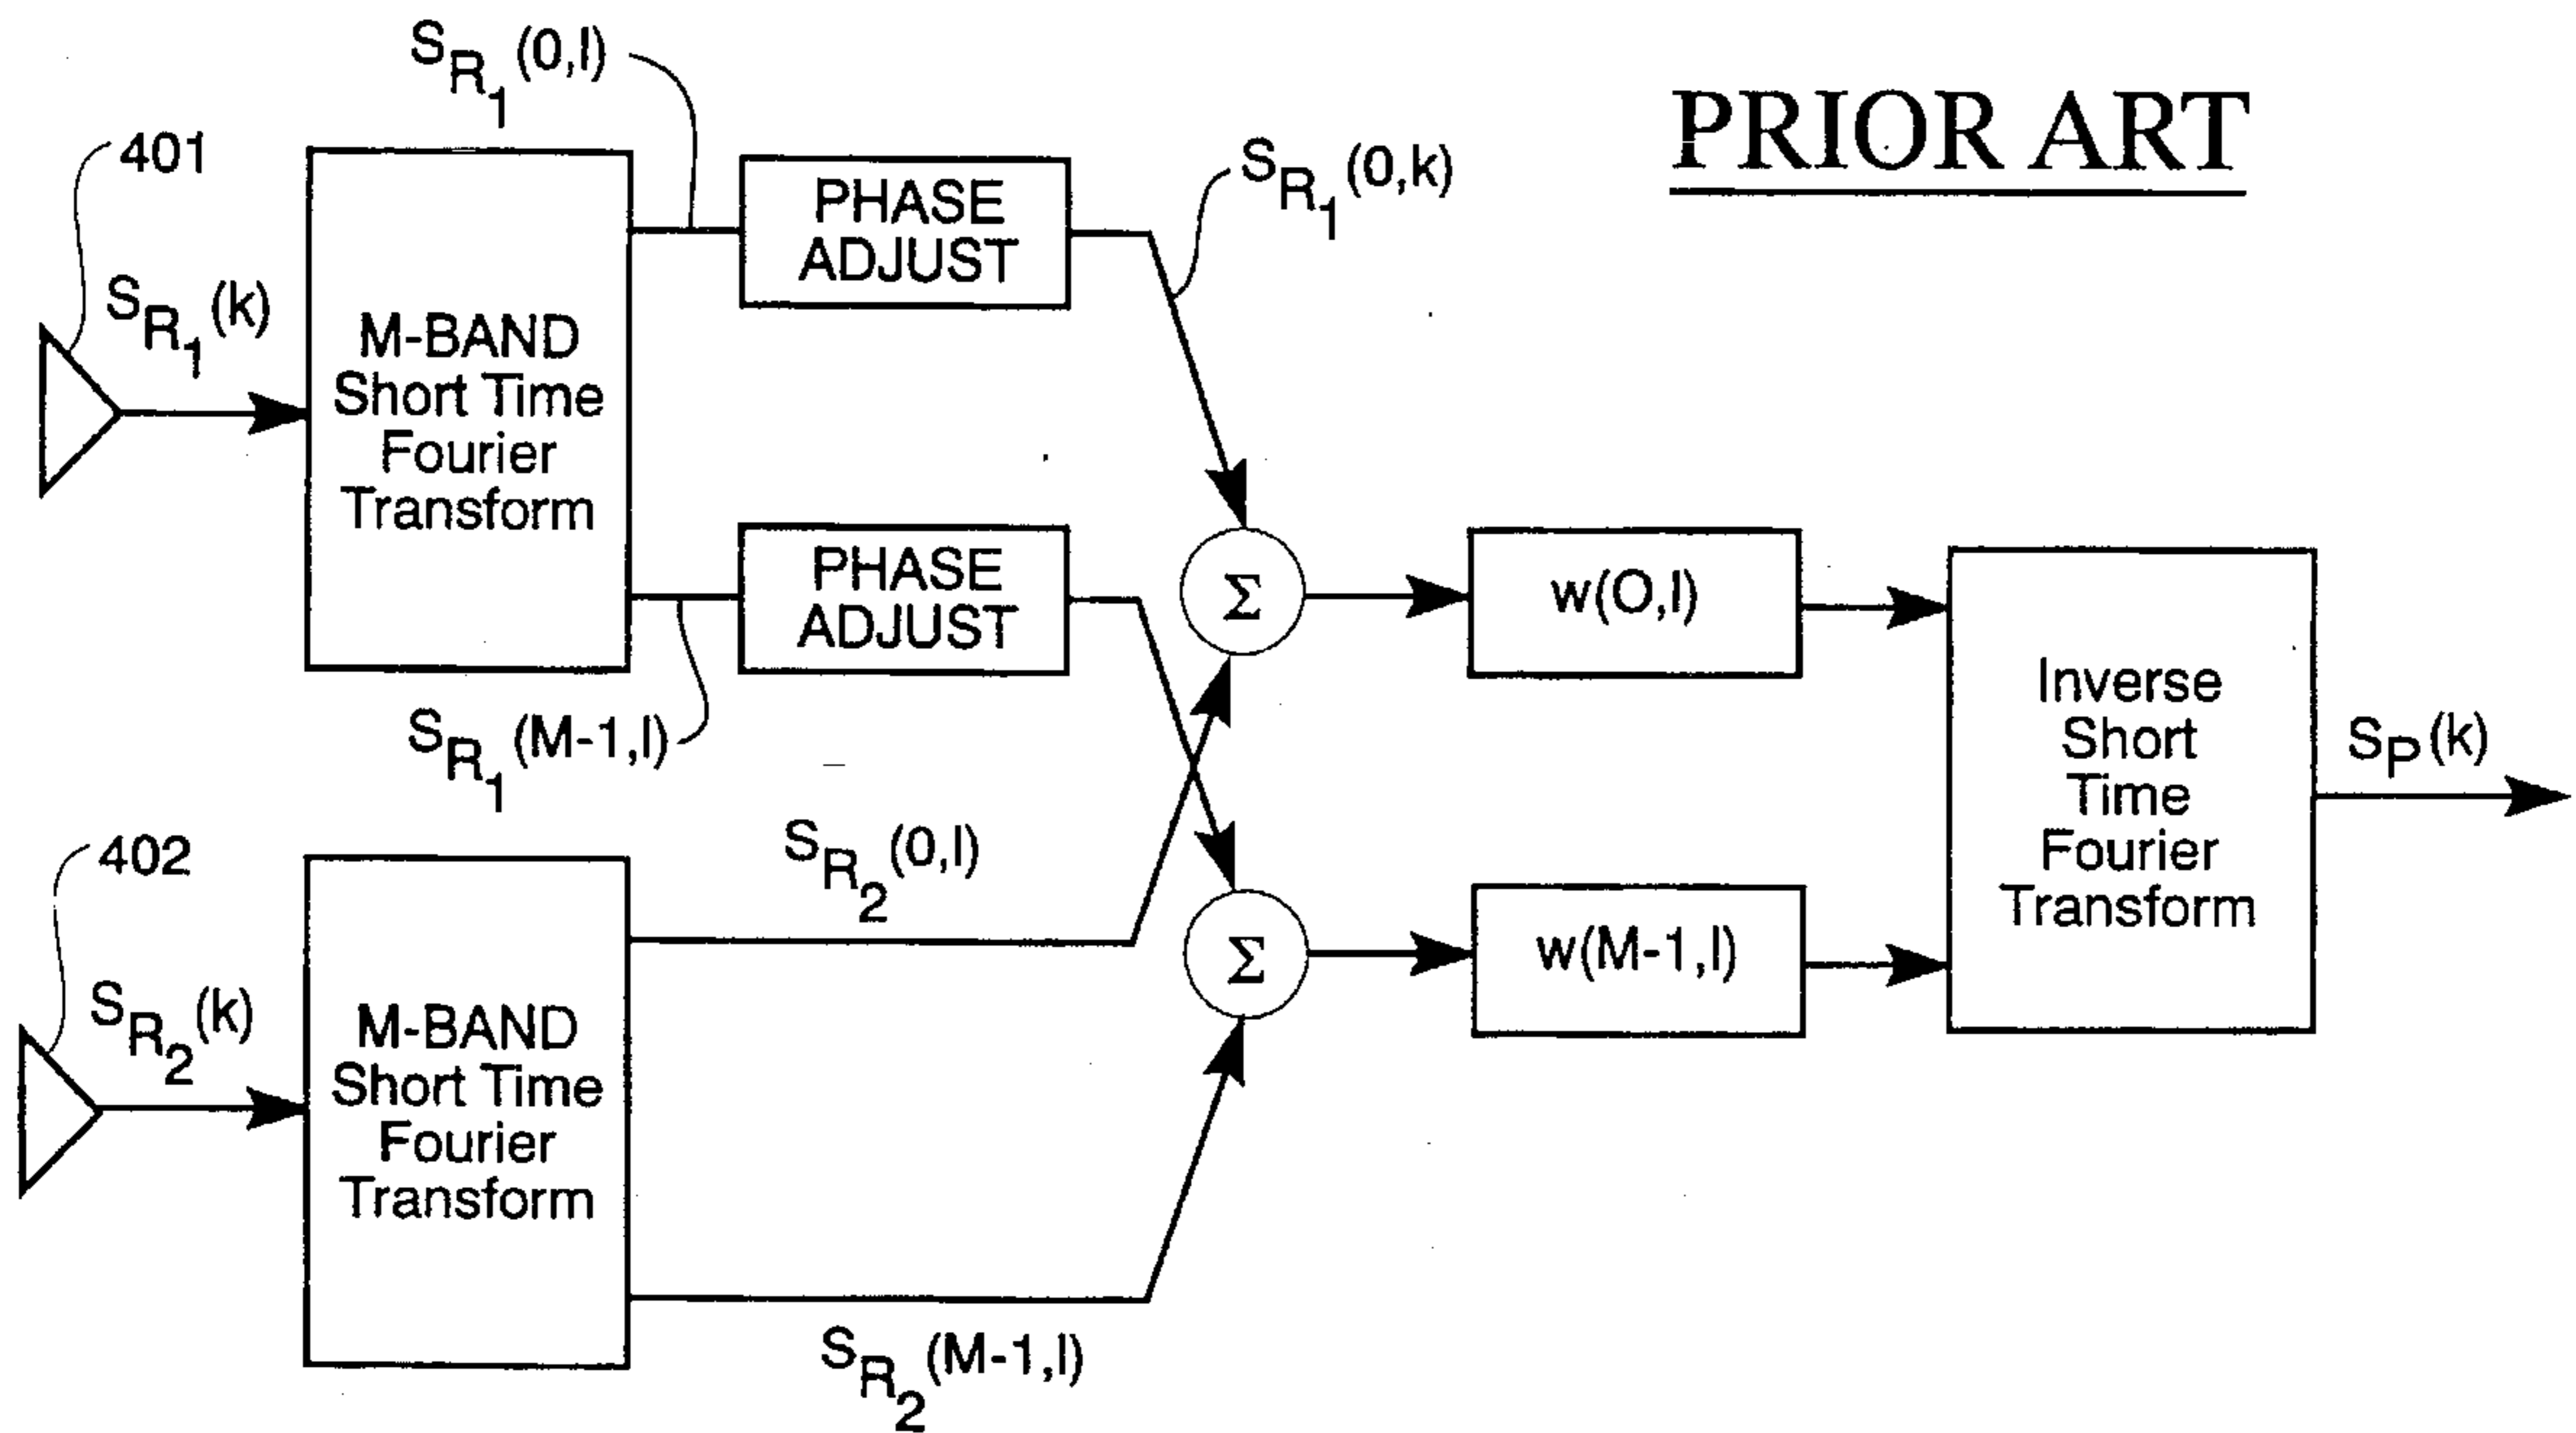 PRIOR ART
401
S_R1 (k)
M-BAND
Short Time
Fourier
Transform
S_R1 (0,l)
PHASE
ADJUST
S_R1 (0,k)
S_R1 (M-1,l)
PHASE
ADJUST
402
S_R2 (k)
M-BAND
Short Time
Fourier
Transform
S_R2 (0,l)
S_R2 (M-1,l)
Σ
Σ
w(O,l)
w(M-1,l)
Inverse
Short
Time
Fourier
Transform
S_P (k)